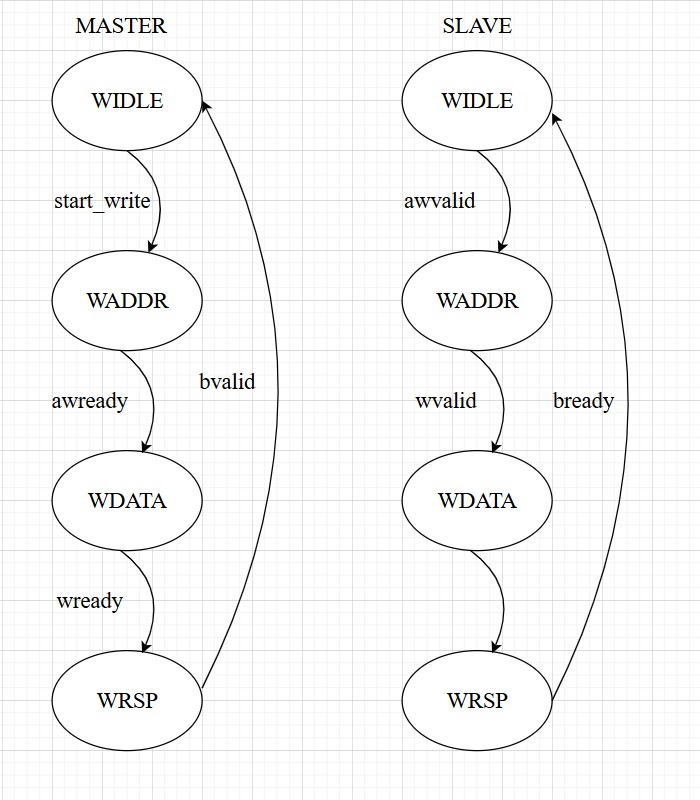 MASTER
WIDLE
start_write
WADDR
awready
bvalid
WDATA
wready
WRSP
SLAVE
WIDLE
awvalid
WADDR
wvalid
bready
WDATA
WRSP